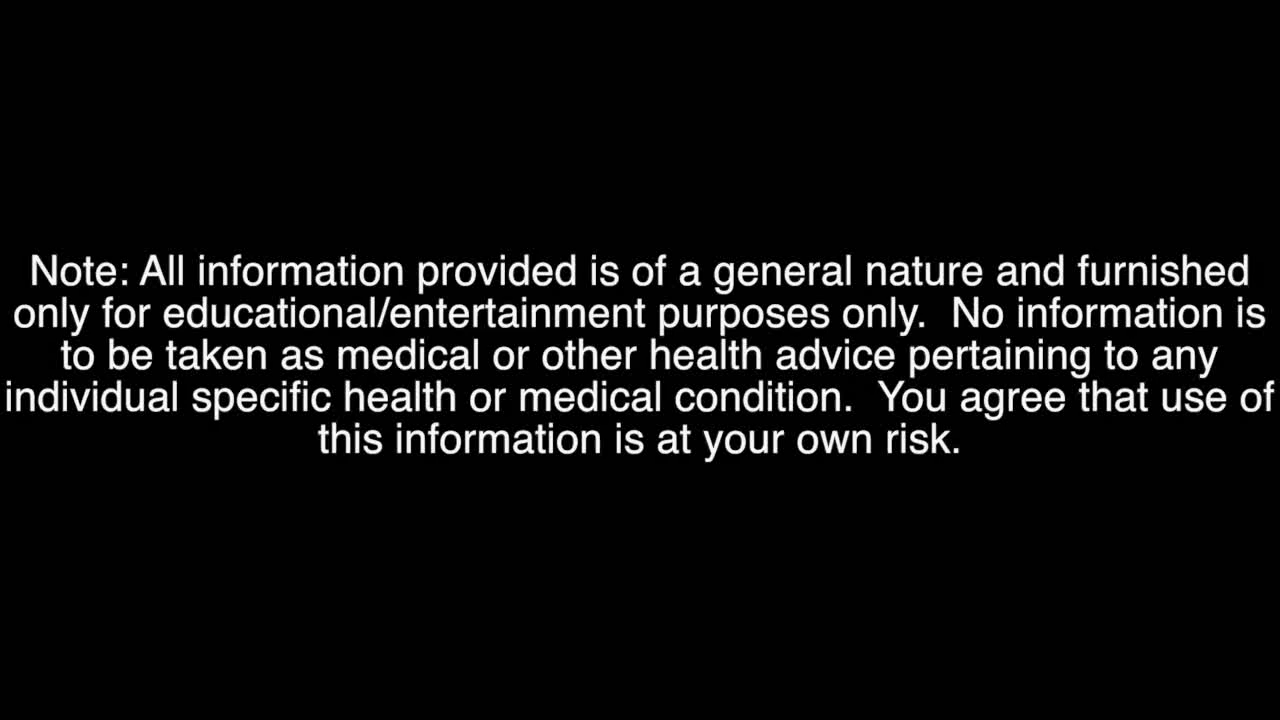 Note: All information provided is of a general nature and furnished
only for educational/entertainment purposes only.  No information is
to be taken as medical or other health advice pertaining to any
individual specific health or medical condition.  You agree that use of
this information is at your own risk.